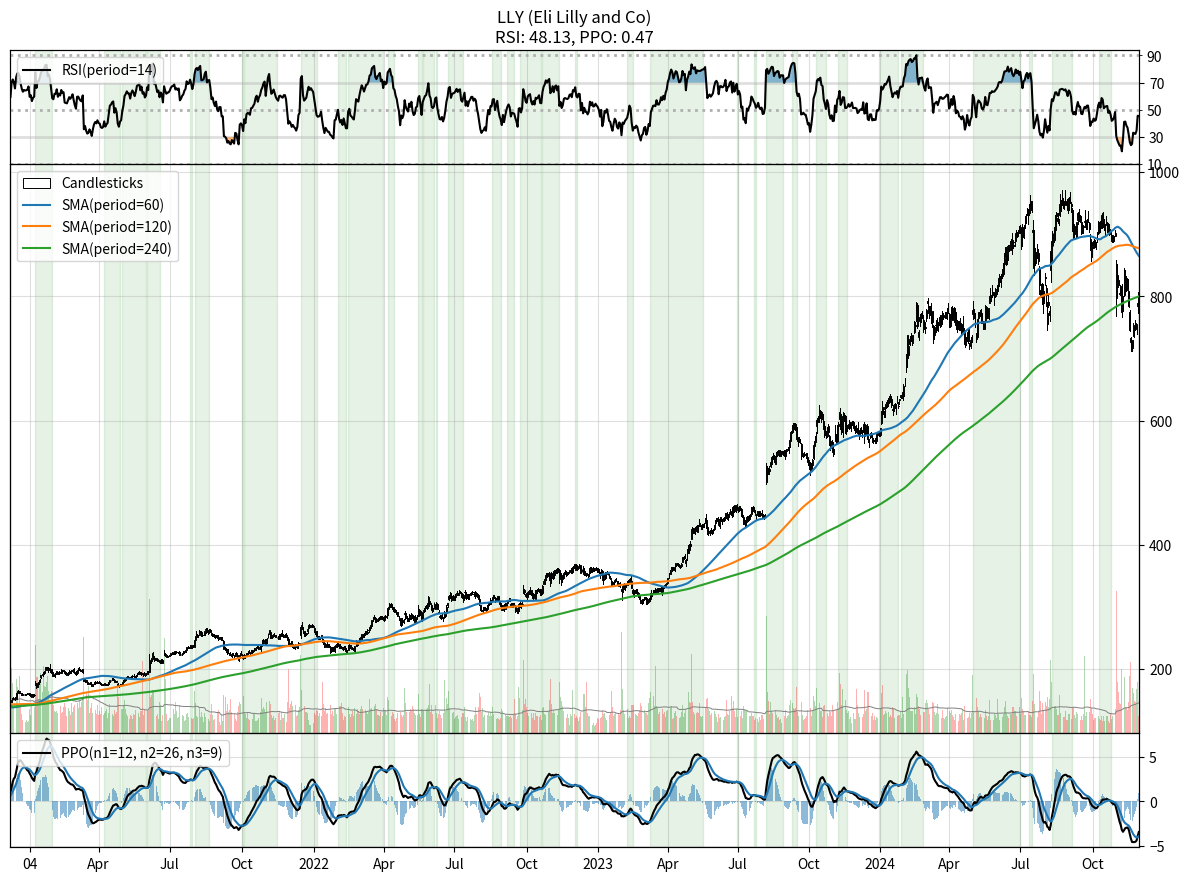 LLY (Eli Lilly and Co)
RSI: 48.13, PPO: 0.47
RSI(period=14)
90
70
50
30
10
Candlesticks
SMA(period=60)
SMA(period=120)
SMA(period=240)
1000
800
600
400
200
PPO(n1=12, n2=26, n3=9)
5
0
−5
04 Apr Jul Oct 2022 Apr Jul Oct 2023 Apr Jul Oct 2024 Apr Jul Oct